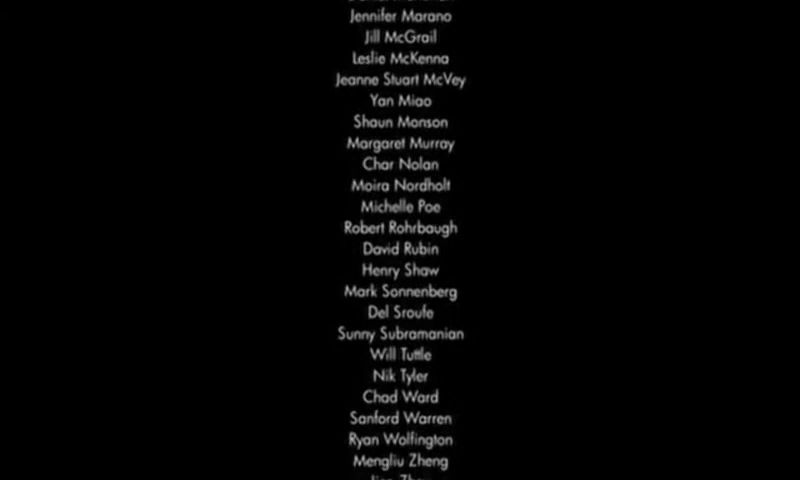 Jennifer Marano
Jill McGrail
Leslie McKenna
Jeanne Stuart McVey
Yan Miao
Shaun Monson
Margaret Murray
Char Nolan
Moira Nordholt
Michelle Poe
Robert Rohrbaugh
David Rubin
Henry Shaw
Mark Sonnenberg
Del Sroufe
Sunny Subramanian
Will Tuttle
Nik Tyler
Chad Ward
Sanford Warren
Ryan Wolfington
Mengliu Zheng